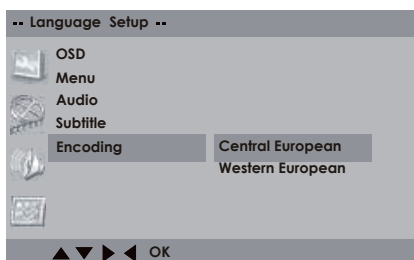 -- Language Setup --
OSD
Menu
Audio
Subtitle
Encoding Central European
Western European
OK